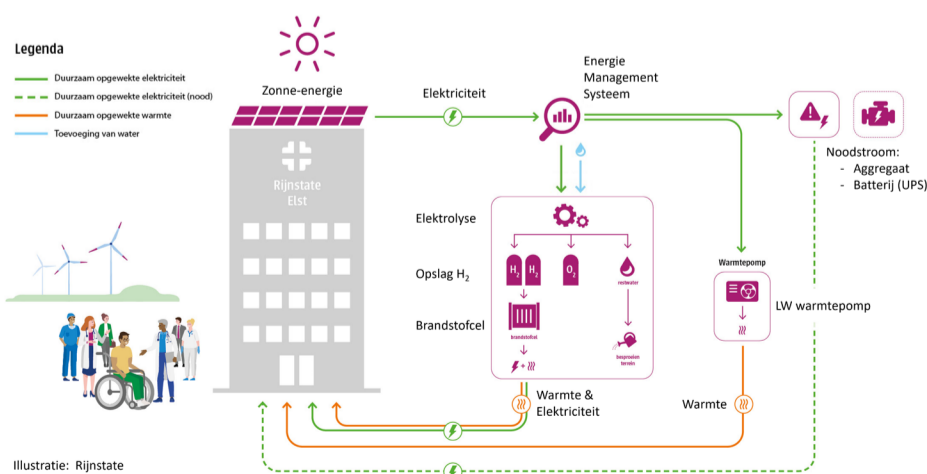 Legenda
Duurzaam opgewekte elektriciteit
Duurzaam opgewekte elektriciteit (nood)
Duurzaam opgewekte warmte
Toevoeging van water
Zonne-energie
Rijnstate
Elst
Elektriciteit
Energie
Management
Systeem
Noodstroom:
- Aggregaat
- Batterij (UPS)
Elektrolyse
Opslag H₂
H₂ H₂ O₂
restwater
Brandstofcel
brandstofcel
besproeien
terrein
+
Warmtepomp
LW warmtepomp
Warmte &
Elektriciteit
Warmte
Illustratie: Rijnstate